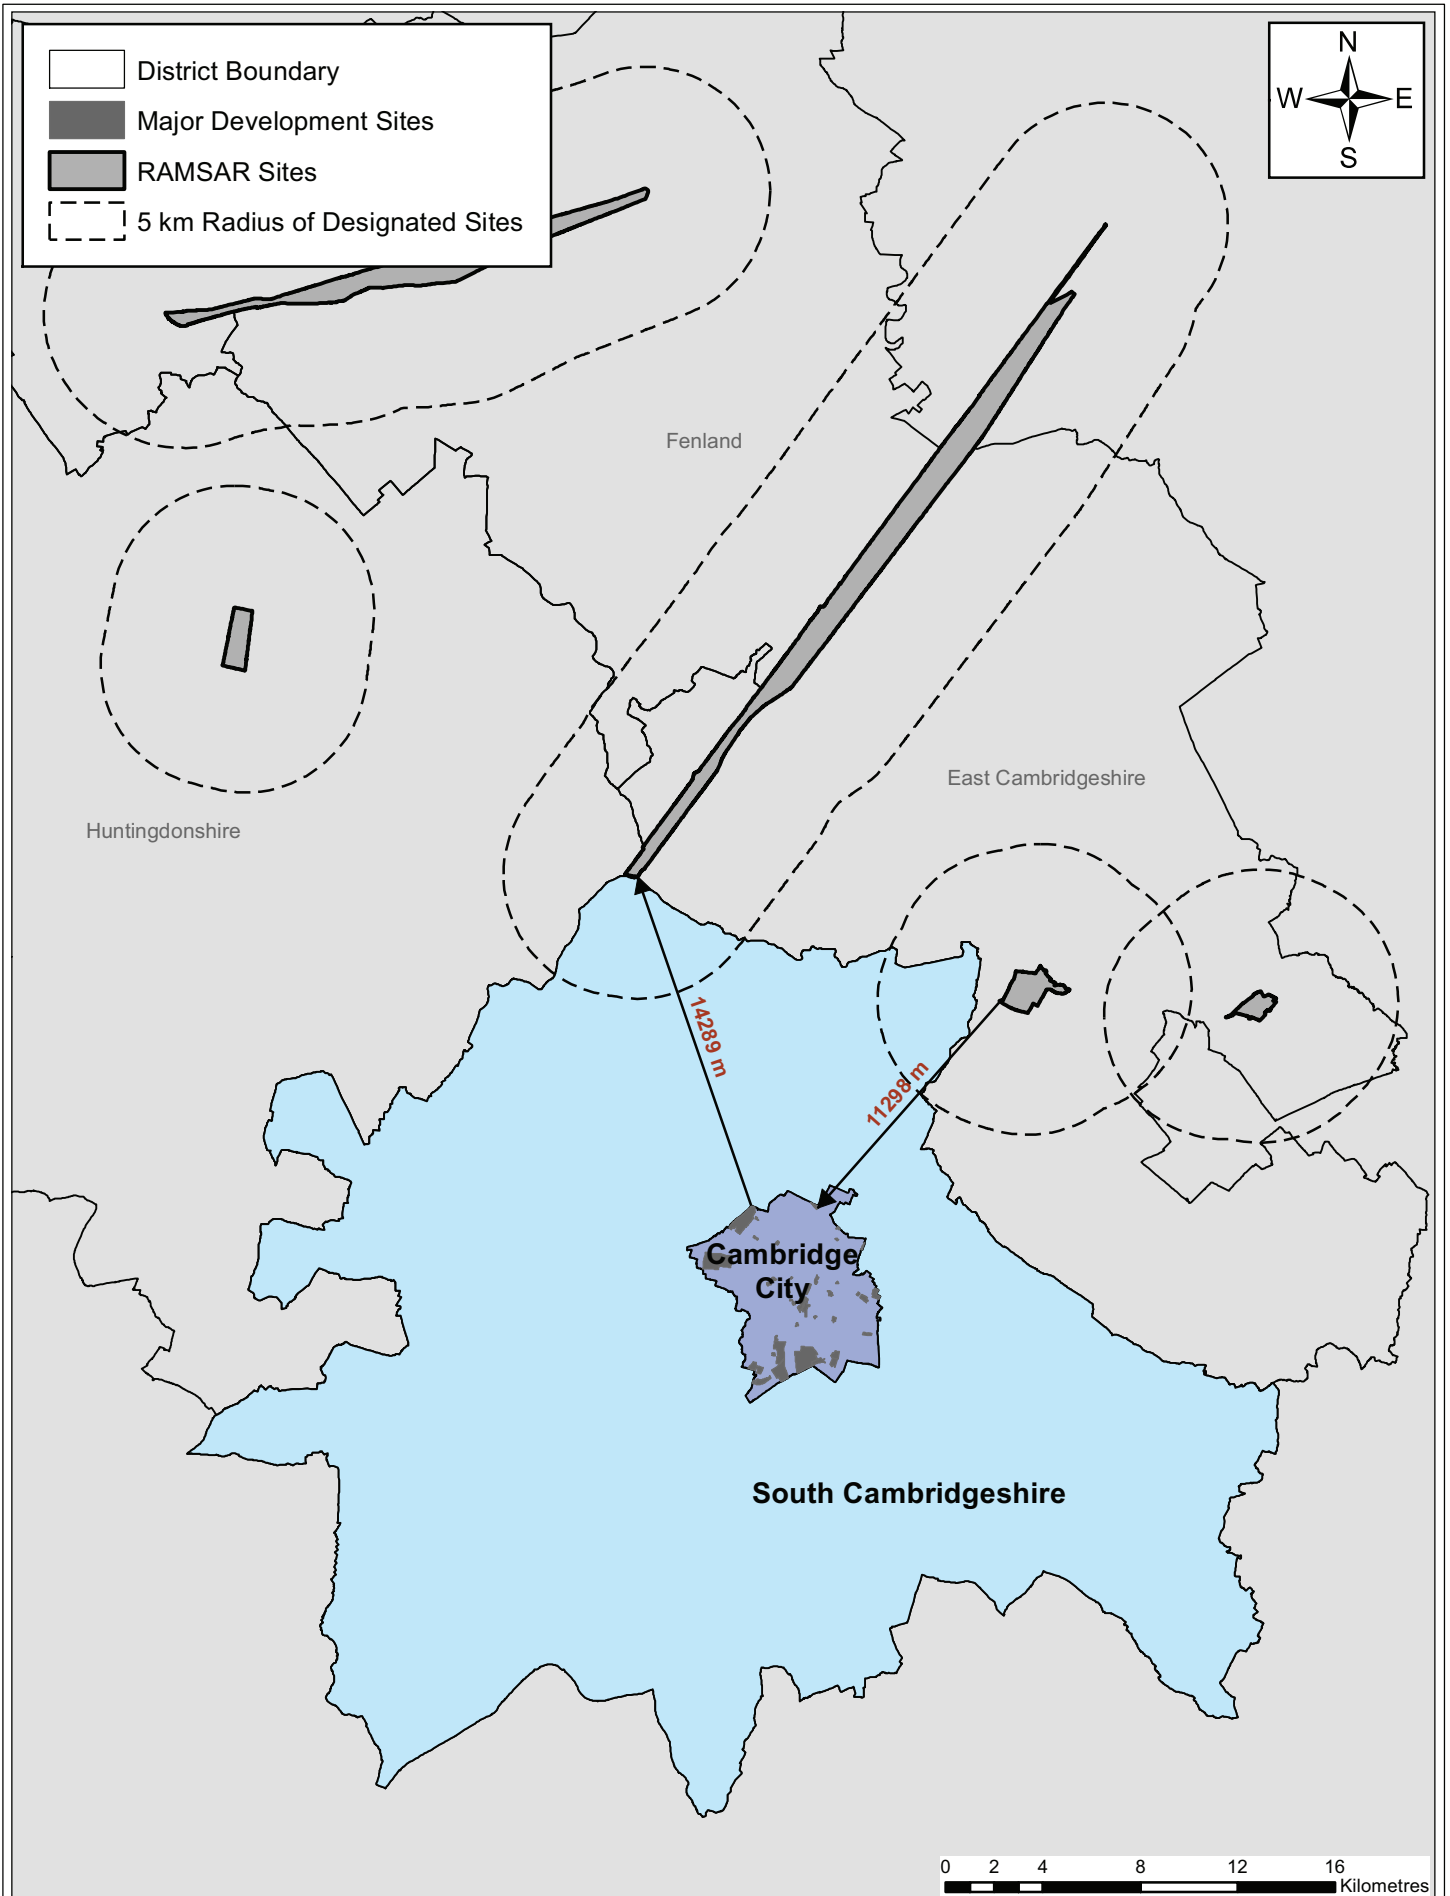 District Boundary
Major Development Sites
RAMSAR Sites
5 km Radius of Designated Sites
N
W E
S
Fenland
East Cambridgeshire
Huntingdonshire
14289 m
11298 m
Cambridge
City
South Cambridgeshire
0 2 4 8 12 16
Kilometres